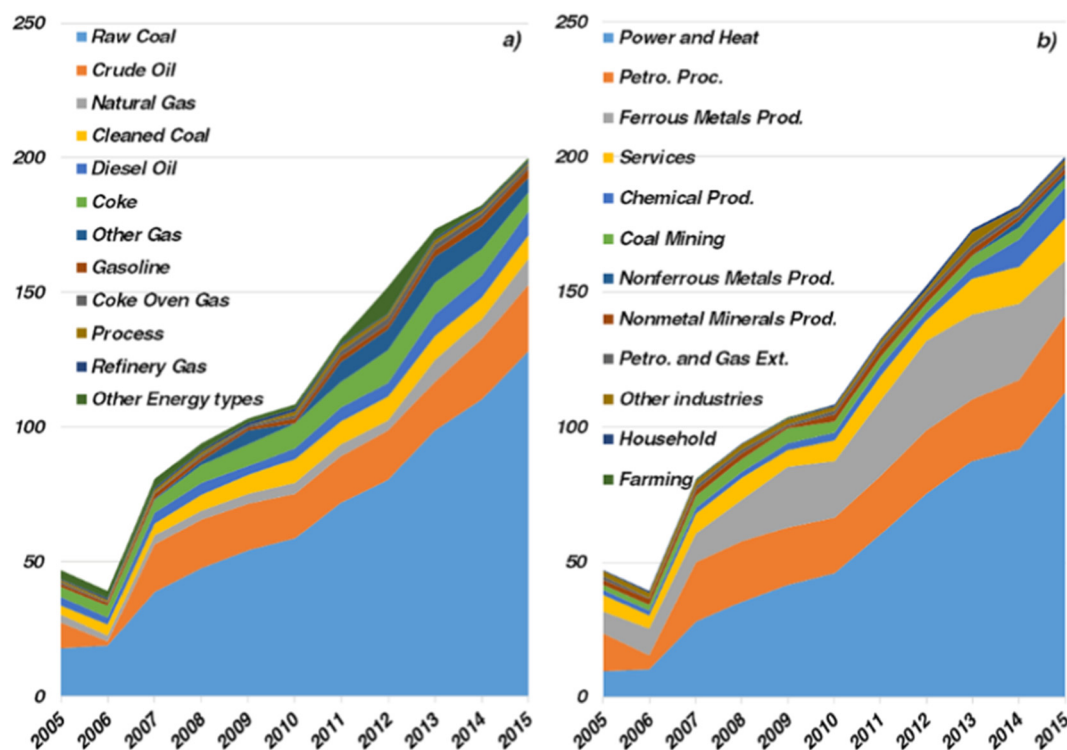 250
200
150
100
50
0
a)
Raw Coal
Crude Oil
Natural Gas
Cleaned Coal
Diesel Oil
Coke
Other Gas
Gasoline
Coke Oven Gas
Process
Refinery Gas
Other Energy types
2005
2006
2007
2008
2009
2010
2011
2012
2013
2014
2015
250
200
150
100
50
0
b)
Power and Heat
Petro. Proc.
Ferrous Metals Prod.
Services
Chemical Prod.
Coal Mining
Nonferrous Metals Prod.
Nonmetal Minerals Prod.
Petro. and Gas Ext.
Other industries
Household
Farming
2005
2006
2007
2008
2009
2010
2011
2012
2013
2014
2015